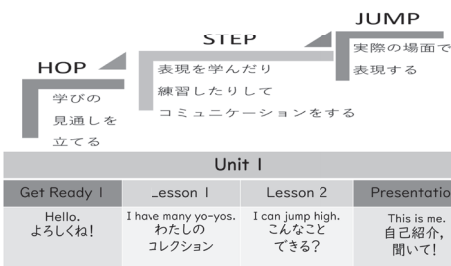 HOP
学びの
見通しを
立てる
STEP
表現を学んだり
練習したりして
コミュニケーションをする
JUMP
実際の場面で
表現する
Unit 1
Get Ready 1
Lesson 1
Lesson 2
Presentatio
Hello.
よろしくね!
I have many yo-yos.
わたしの
コレクション
I can jump high.
こんなこと
できる?
This is me.
自己紹介,
聞いて!